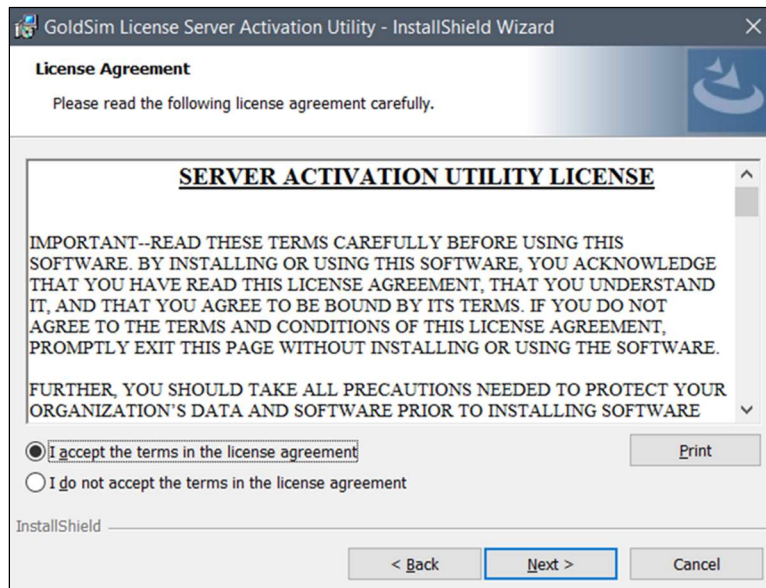 GoldSim License Server Activation Utility - InstallShield Wizard
License Agreement
Please read the following license agreement carefully.
SERVER ACTIVATION UTILITY LICENSE
IMPORTANT--READ THESE TERMS CAREFULLY BEFORE USING THIS
SOFTWARE. BY INSTALLING OR USING THIS SOFTWARE, YOU ACKNOWLEDGE
THAT YOU HAVE READ THIS LICENSE AGREEMENT, THAT YOU UNDERSTAND
IT, AND THAT YOU AGREE TO BE BOUND BY ITS TERMS. IF YOU DO NOT
AGREE TO THE TERMS AND CONDITIONS OF THIS LICENSE AGREEMENT,
PROMPTLY EXIT THIS PAGE WITHOUT INSTALLING OR USING THE SOFTWARE.
FURTHER, YOU SHOULD TAKE ALL PRECAUTIONS NEEDED TO PROTECT YOUR
ORGANIZATION'S DATA AND SOFTWARE PRIOR TO INSTALLING SOFTWARE
I accept the terms in the license agreement
Print
I do not accept the terms in the license agreement
InstallShield
< Back
Next >
Cancel